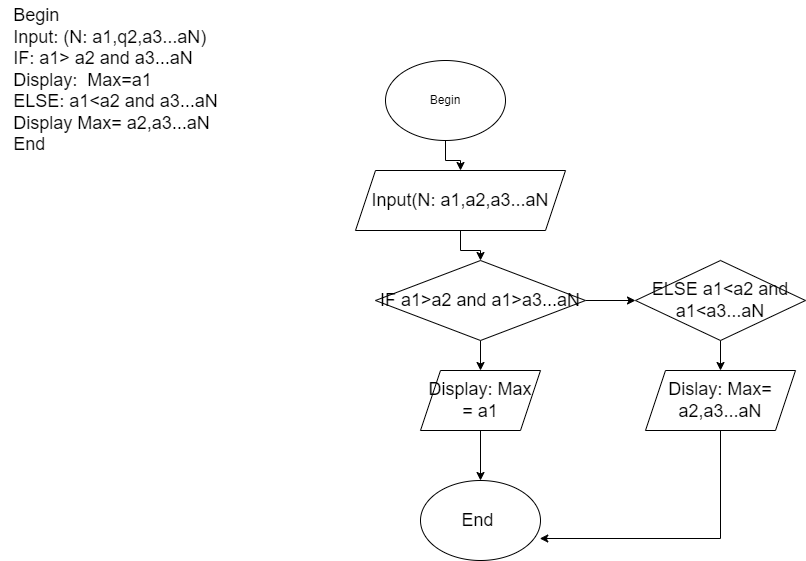 Begin
Input: (N: a1,q2,a3...aN)
IF: a1> a2 and a3...aN
Display:  Max=a1
ELSE: a1<a2 and a3...aN
Display Max= a2,a3...aN
End
Begin
Input(N: a1,a2,a3...aN
IF a1>a2 and a1>a3...aN
ELSE a1<a2 and
a1<a3...aN
Display: Max
= a1
Dislay: Max=
a2,a3...aN
End